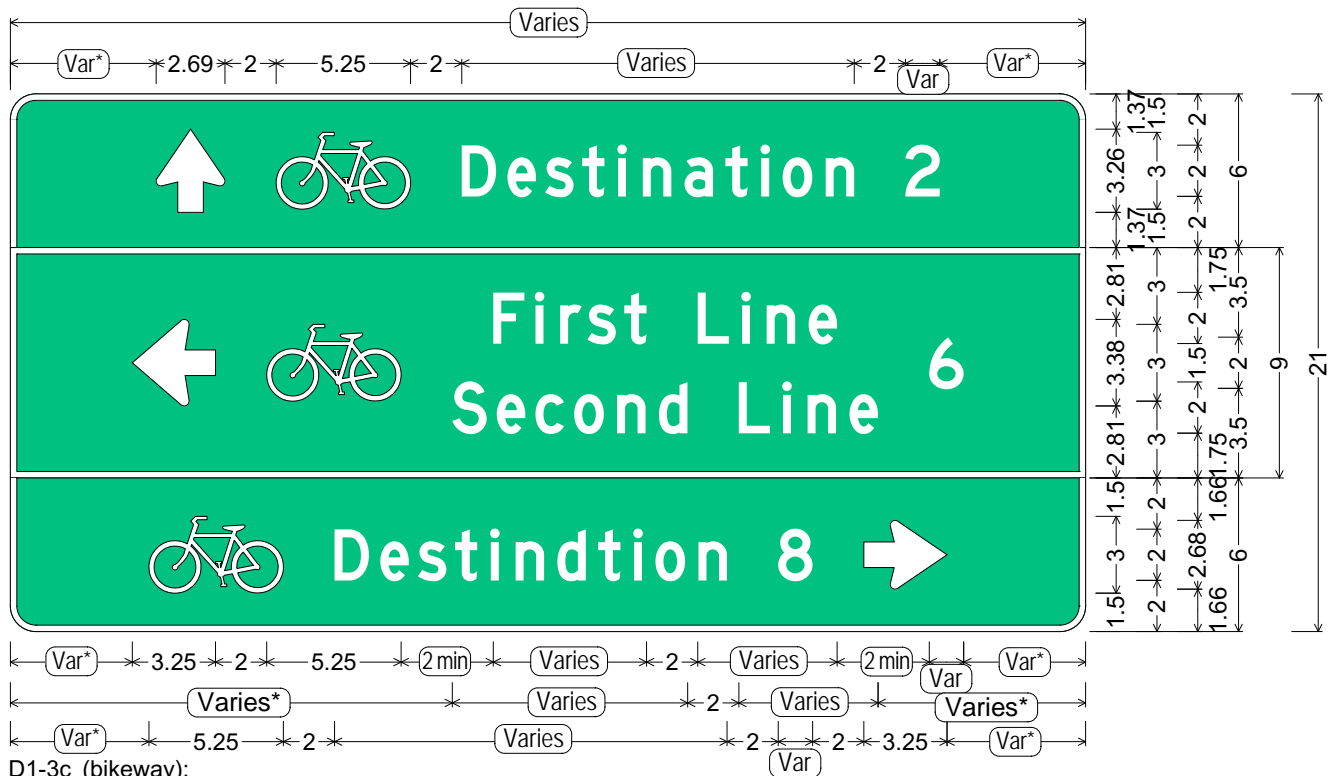 Varies
Var* 2.69 2 5.25 2 Varies 2 Var Var*
Destination 2
First Line
Second Line
6
Destindtion 8
1.37 3.26 1.37 2.81 3.38 2.81 1.5 3 1.5
1.5 3 1.5 3 3 3 2 2 2
2 2 2 1.75 2 1.5 2 1.75 1.66 2.68 1.66
6 3.5 2 3.5 6
9
21
Var* 3.25 2 5.25 2 min Varies 2 Varies 2 min Var Var*
Varies* Varies 2 Varies Varies*
Var* 5.25 2 Varies 2 Var 2 3.25 Var*
D1-3c (bikeway):